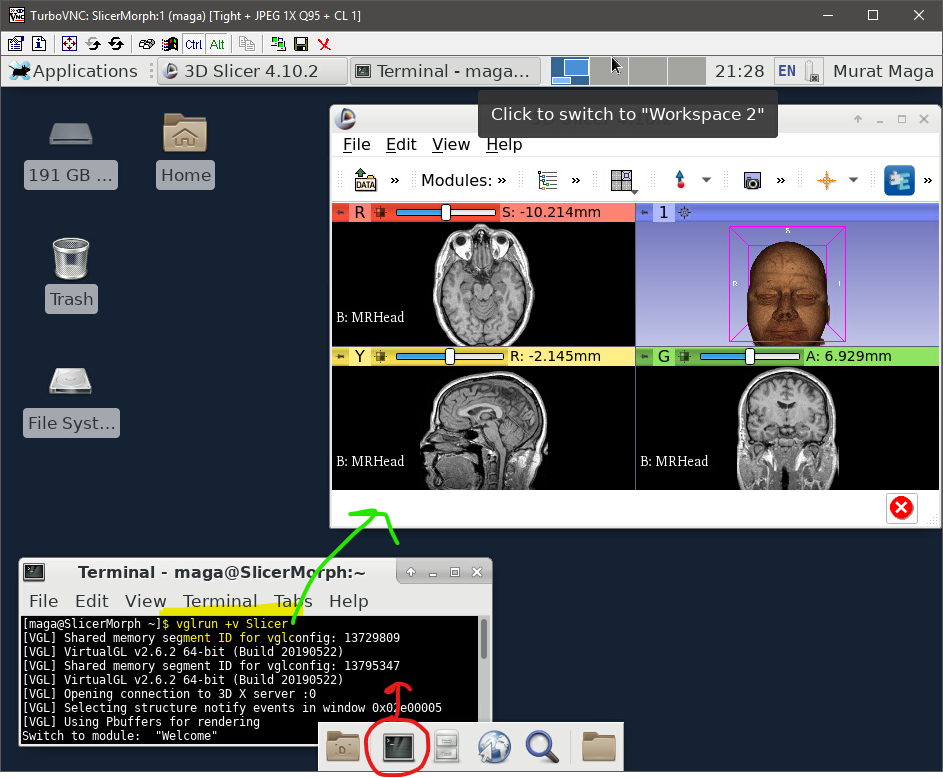 TurboVNC: SlicerMorph:1 (maga) [Tight + JPEG 1X Q95 + CL 1]
Ctrl Alt
Applications 3D Slicer 4.10.2 Terminal - maga... 21:28 EN Murat Maga
Click to switch to "Workspace 2"
191 GB ... Home
Trash
File Syst...
File Edit View Help
DATA » Modules: » » » »
R S: -10.214mm 1
B: MRHead
S
R L
Y R: -2.145mm G A: 6.929mm
B: MRHead B: MRHead
Terminal - maga@SlicerMorph:~
File Edit View Terminal Tabs Help
[maga@SlicerMorph ~]$ vglrun +v Slicer
[VGL] Shared memory segment ID for vglconfig: 13729809
[VGL] VirtualGL v2.6.2 64-bit (Build 20190522)
[VGL] Shared memory segment ID for vglconfig: 13795347
[VGL] VirtualGL v2.6.2 64-bit (Build 20190522)
[VGL] Opening connection to 3D X server :0
[VGL] Selecting structure notify events in window 0x02e00005
[VGL] Using Pbuffers for rendering
Switch to module: "Welcome"